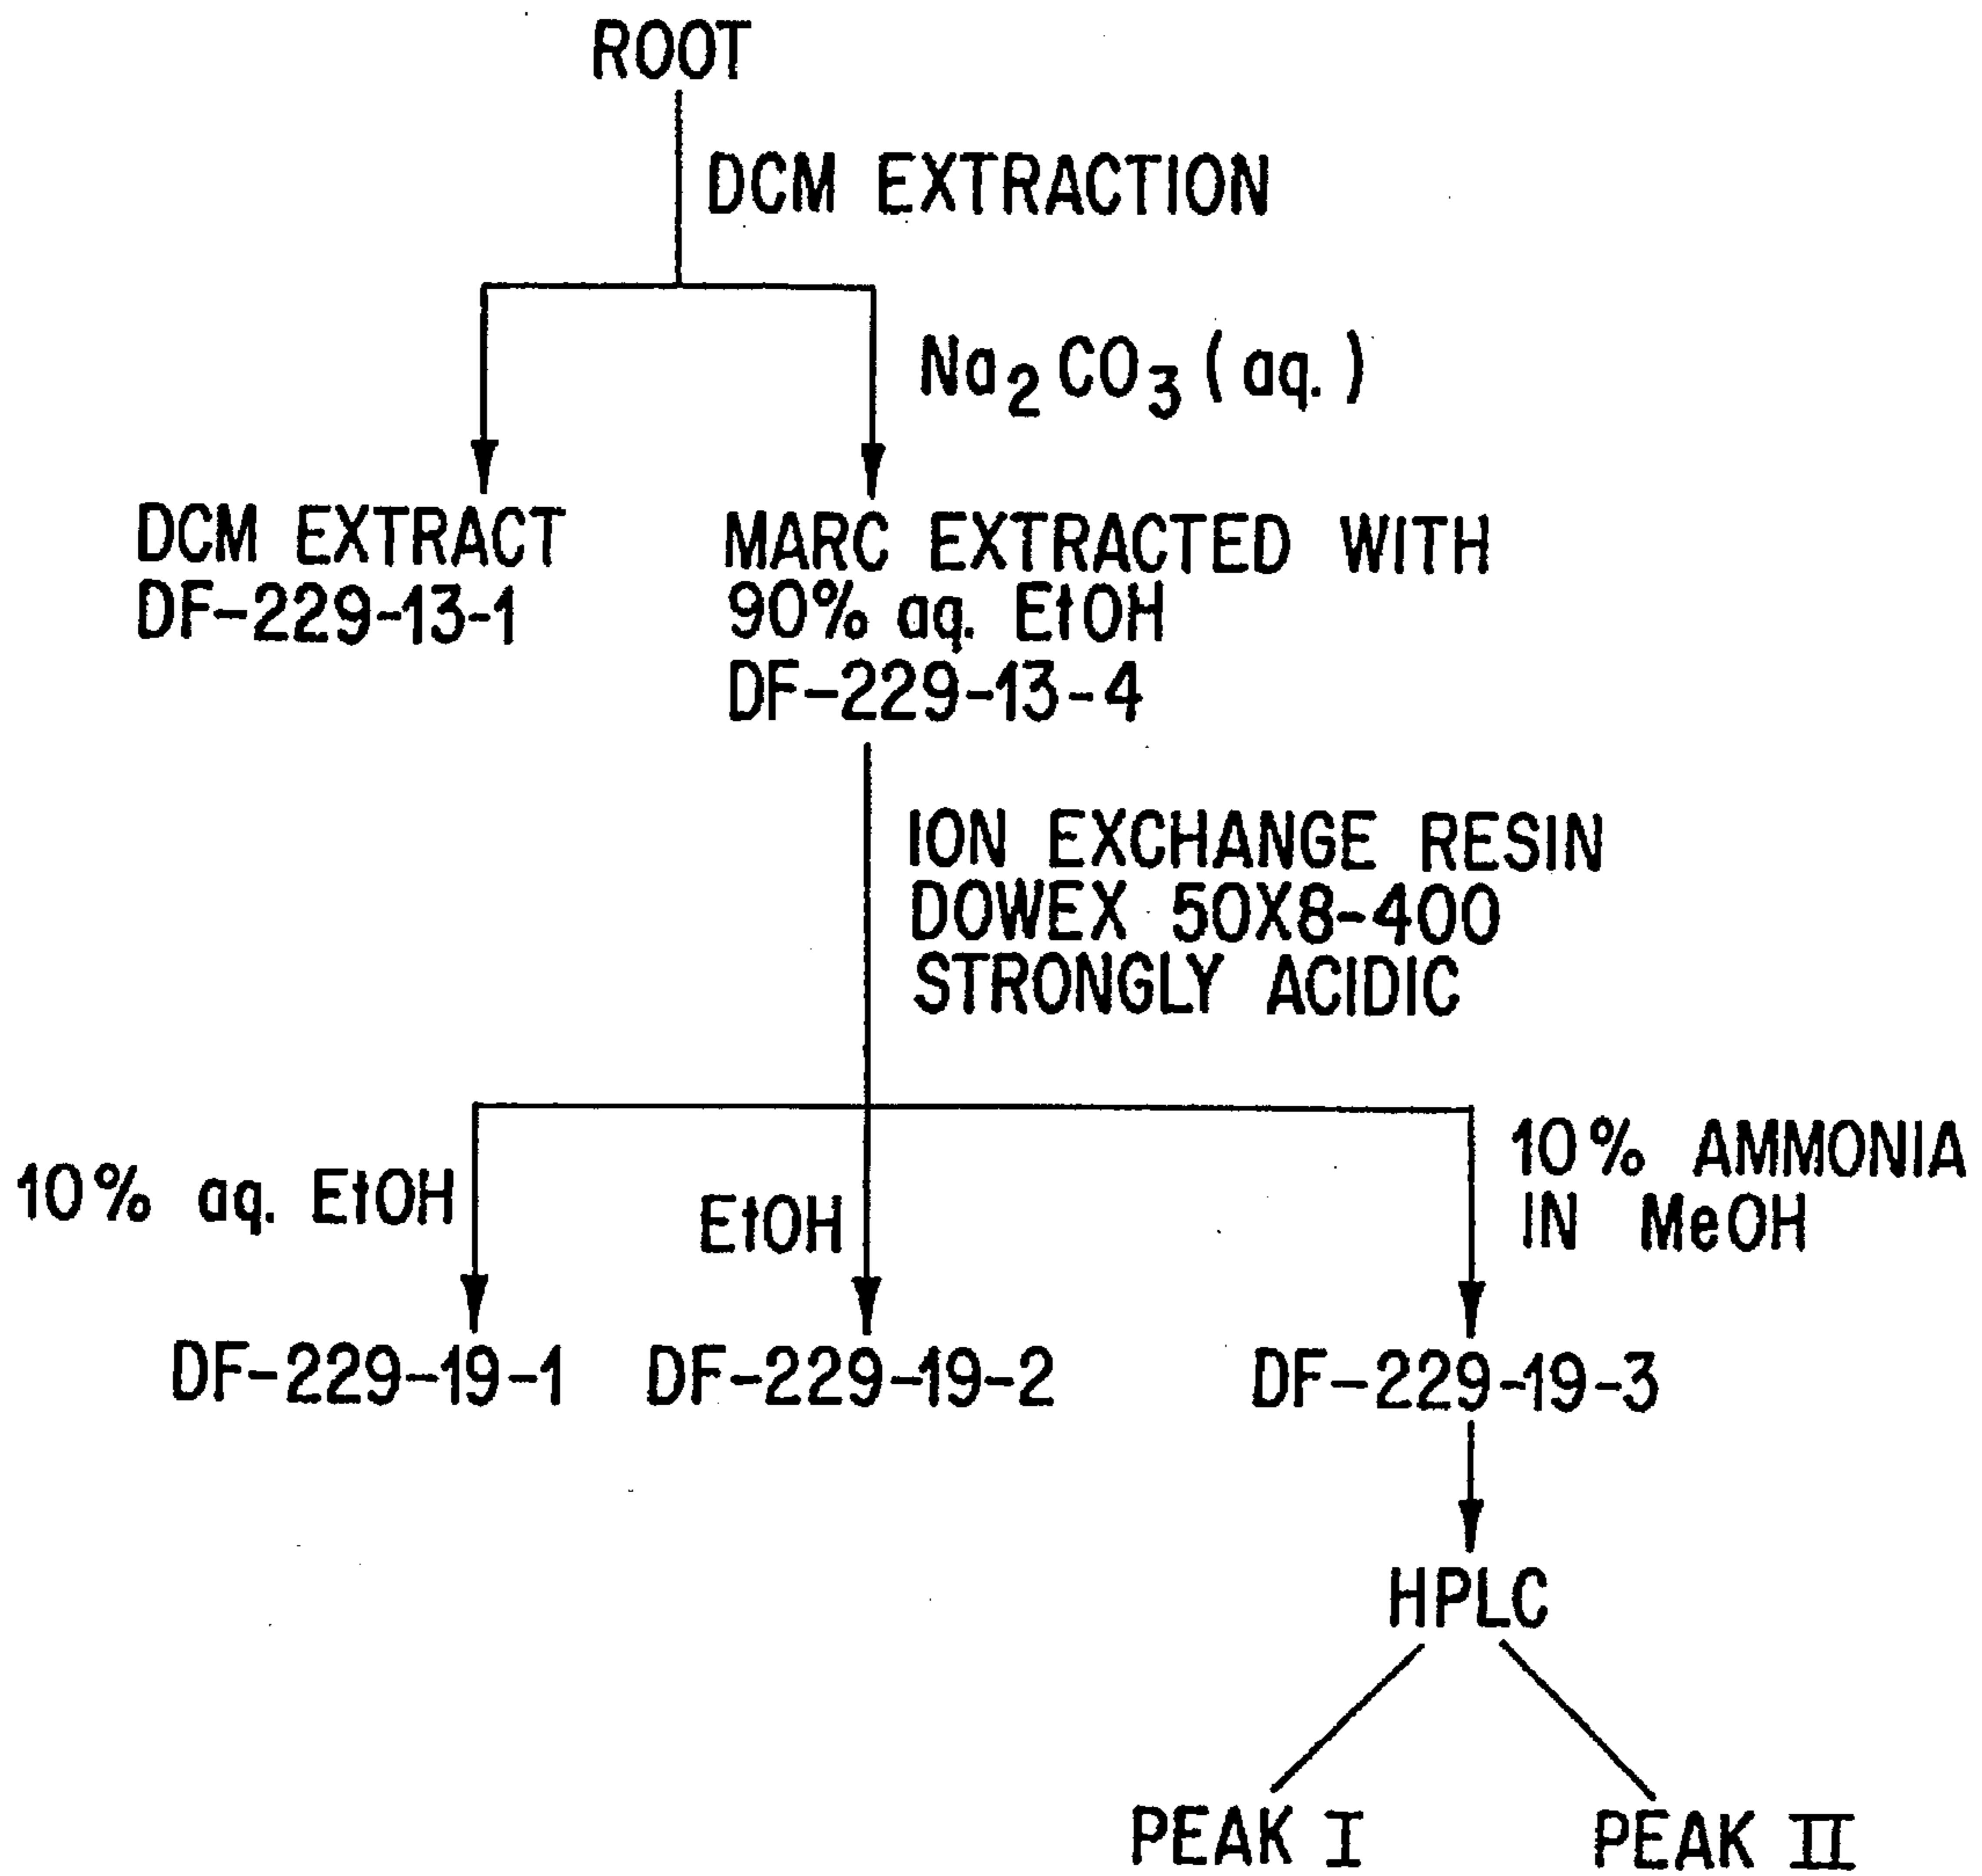 ROOT
DCM EXTRACTION
Na2CO3 (aq.)
DCM EXTRACT
DF-229-13-1
MARC EXTRACTED WITH
90% aq. EtOH
DF-229-13-4
ION EXCHANGE RESIN
DOWEX 50X8-400
STRONGLY ACIDIC
10% aq. EtOH
EtOH
10% AMMONIA
IN MeOH
DF-229-19-1
DF-229-19-2
DF-229-19-3
HPLC
PEAK I
PEAK II